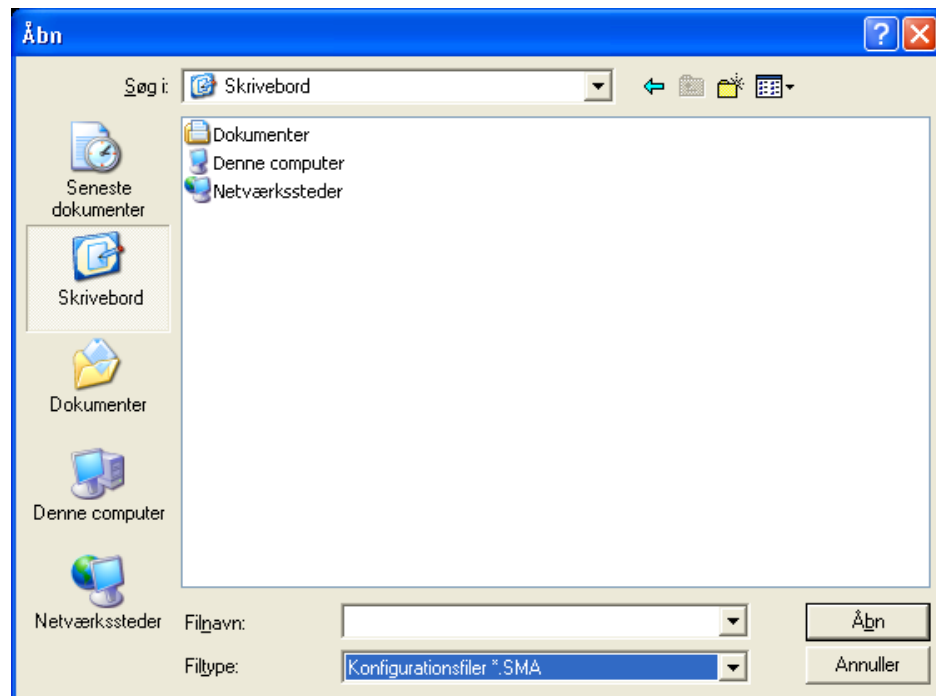 Åbn
Søg i: Skrivebord
Dokumenter
Denne computer
Netværkssteder
Seneste
dokumenter
Skrivebord
Dokumenter
Denne computer
Netværkssteder
Filnavn:
Åbn
Filtype: Konfigurationsfiler *.SMA
Annuller